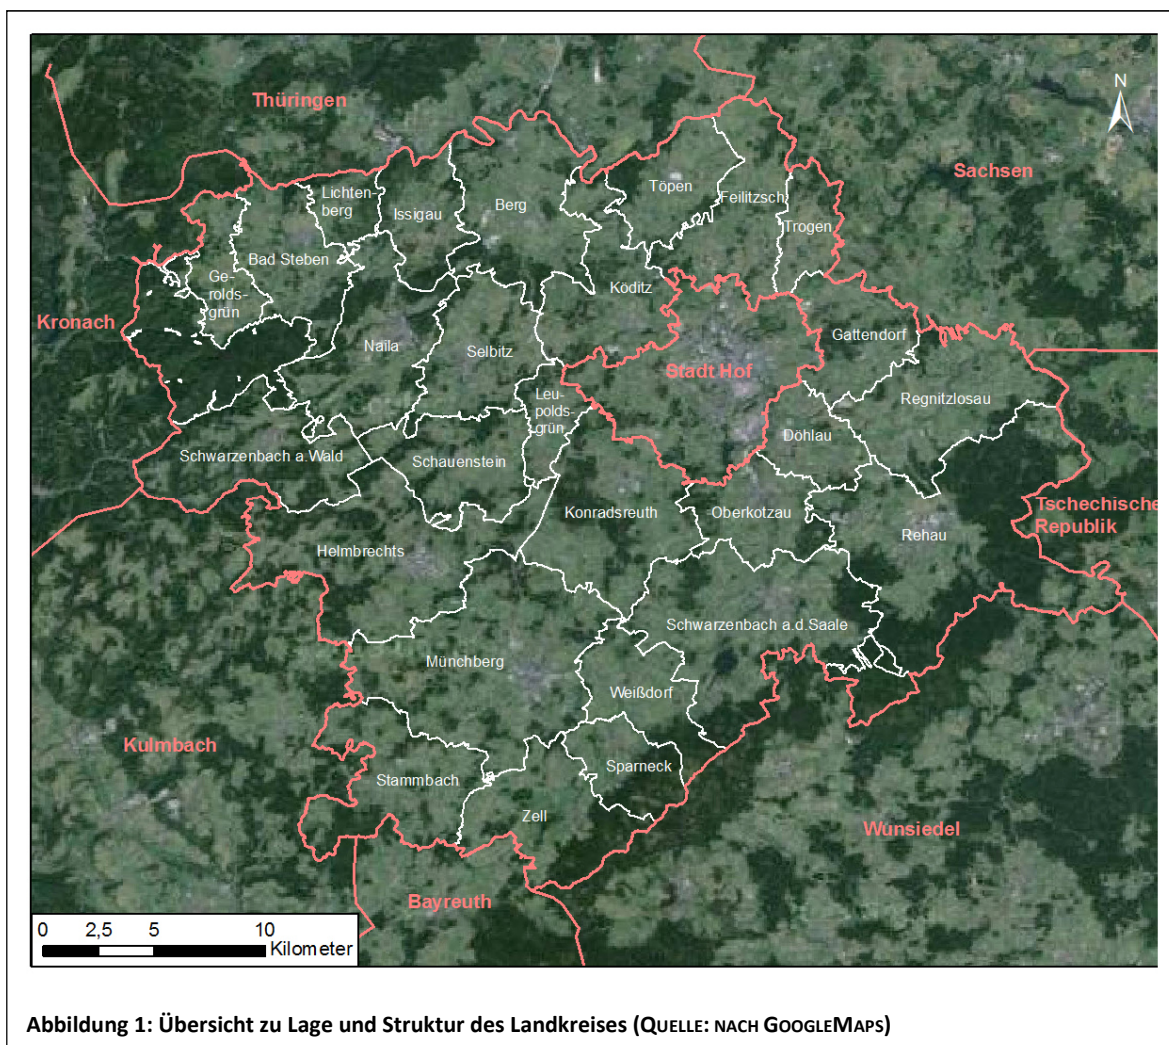 N
Thüringen
Sachsen
Lichten-
berg
Issigau
Berg
Töpen
Feilitzsch
Trogen
Bad Steben
Ge-
rolds-
grün
Köditz
Kronach
Naila
Selbitz
Gattendorf
Stadt Hof
Leu-
polds-
grün
Regnitzlosau
Döhlau
Schwarzenbach a.Wald
Schauenstein
Konradsreuth
Oberkotzau
Tschechische
Republik
Rehau
Helmbrechts
Schwarzenbach a.d.Saale
Münchberg
Weißdorf
Kulmbach
Stammbach
Sparneck
Zell
Wunsiedel
Bayreuth
0 2,5 5 10
Kilometer
Abbildung 1: Übersicht zu Lage und Struktur des Landkreises (QUELLE: NACH GOOGLEMAPS)